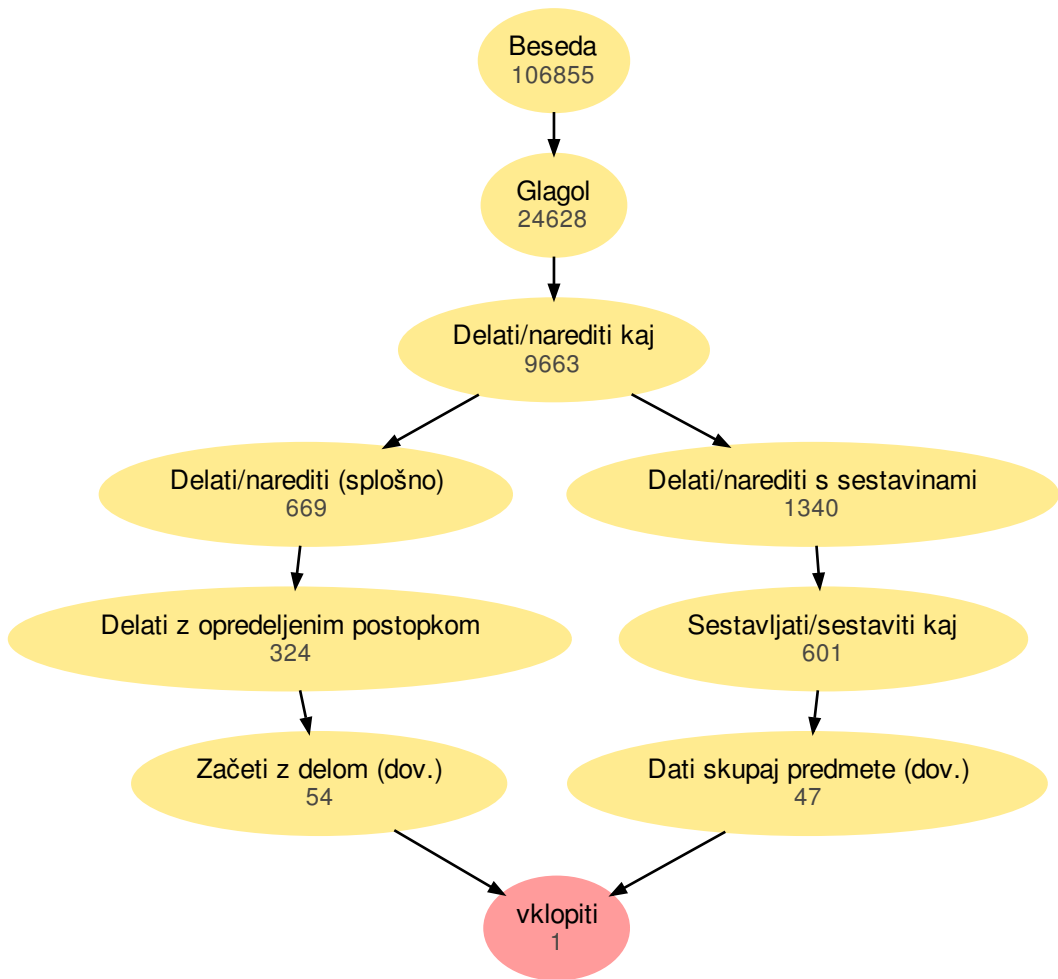 Beseda
106855
Glagol
24628
Delati/narediti kaj
9663
Delati/narediti (splošno)
669
Delati/narediti s sestavinami
1340
Delati z opredeljenim postopkom
324
Sestavljati/sestaviti kaj
601
Začeti z delom (dov.)
54
Dati skupaj predmete (dov.)
47
vklopiti
1